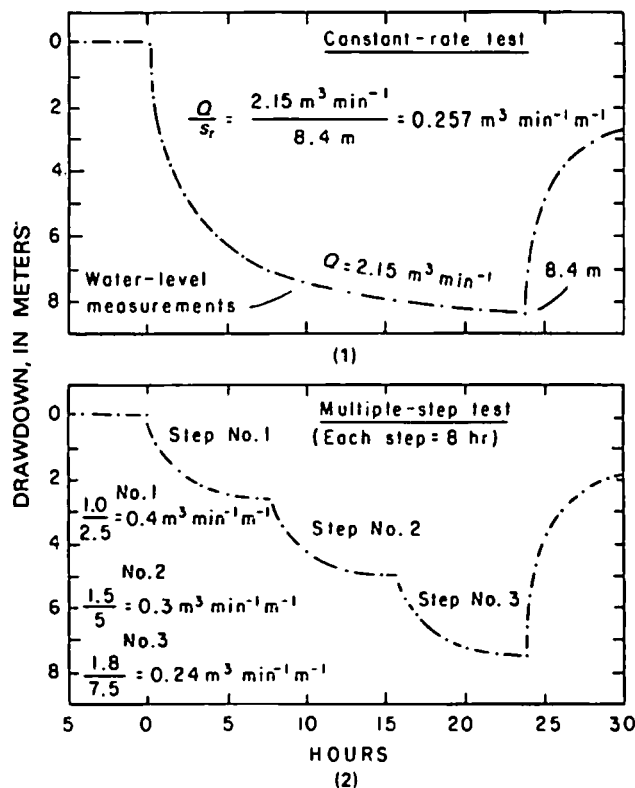 Constant-rate test
Q/s_r = 2.15 m³ min⁻¹ / 8.4 m = 0.257 m³ min⁻¹ m⁻¹
0
2
4
6
8
Q = 2.15 m³ min⁻¹
8.4 m
Water-level
measurements
(1)
DRAWDOWN, IN METERS
Multiple-step test
(Each step = 8 hr)
0
2
4
6
8
Step No. 1
No. 1
1.0/2.5 = 0.4 m³ min⁻¹ m⁻¹
Step No. 2
No. 2
1.5/5 = 0.3 m³ min⁻¹ m⁻¹
Step No. 3
No. 3
1.8/7.5 = 0.24 m³ min⁻¹ m⁻¹
5 0 5 10 15 20 25 30
HOURS
(2)